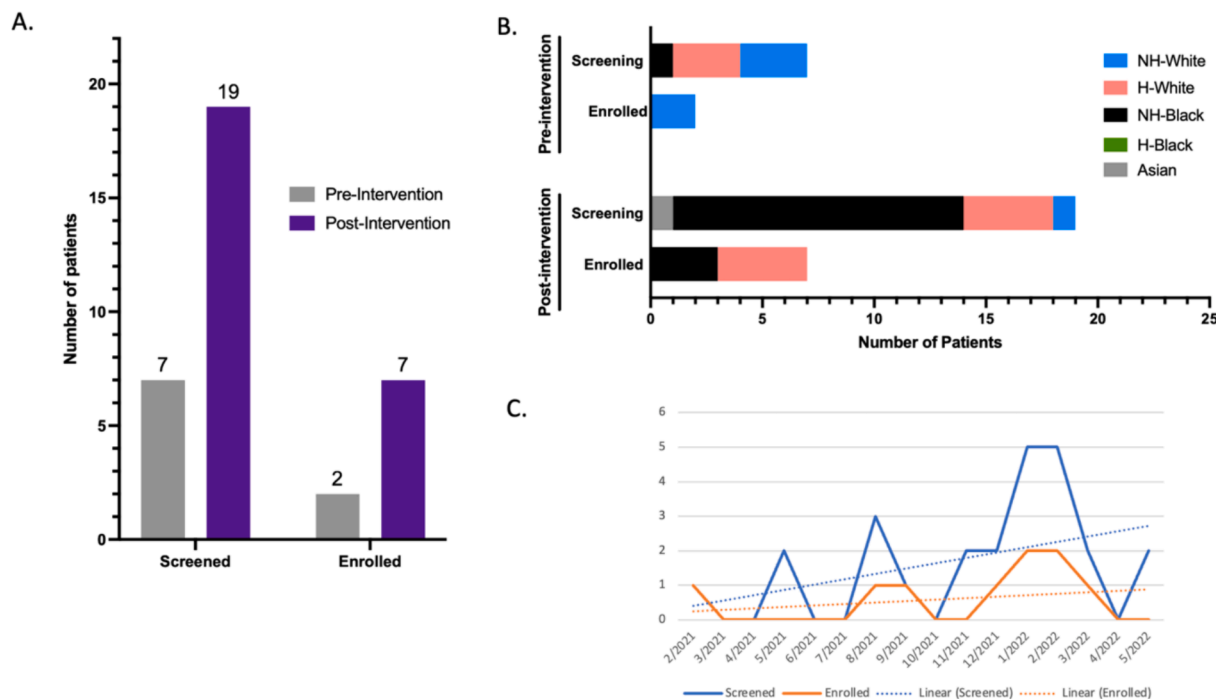 A.
Number of patients
20
15
10
5
0
7
19
2
7
Screened
Enrolled
Pre-Intervention
Post-Intervention
B.
Pre-intervention
Screening
Enrolled
Post-intervention
Screening
Enrolled
0 5 10 15 20 25
Number of Patients
NH-White
H-White
NH-Black
H-Black
Asian
C.
6
5
4
3
2
1
0
2/2021 3/2021 4/2021 5/2021 6/2021 7/2021 8/2021 9/2021 10/2021 11/2021 12/2021 1/2022 2/2022 3/2022 4/2022 5/2022
Screened Enrolled Linear (Screened) Linear (Enrolled)